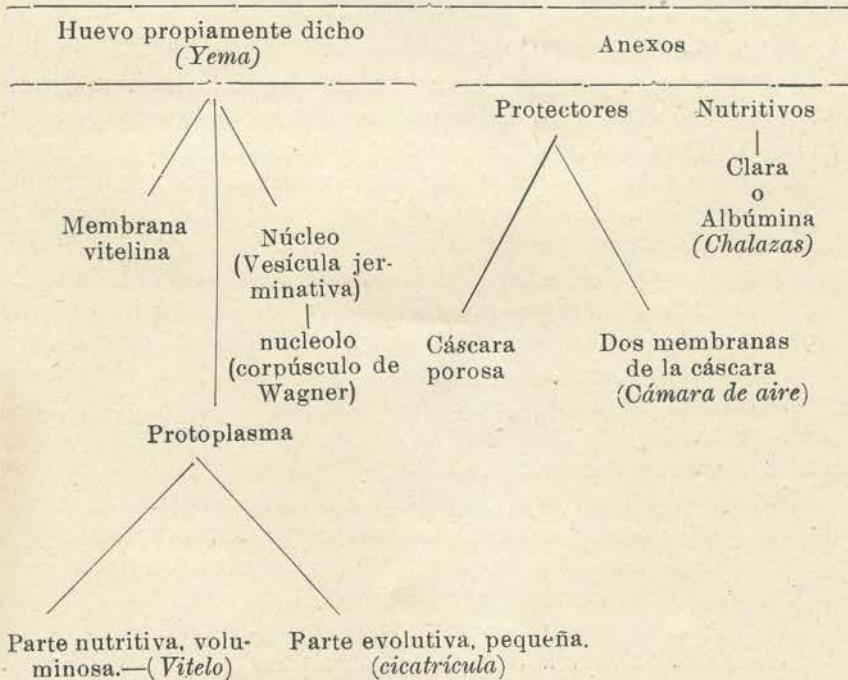 Huevo propiamente dicho
(Yema)
Anexos
Protectores
Nutritivos
Clara
o
Albúmina
(Chalazas)
Membrana
vitelina
Núcleo
(Vesícula jer-
minativa)
nucleolo
(corpúsculo de
Wagner)
Cáscara
porosa
Dos membranas
de la cáscara
(Cámara de aire)
Protoplasma
Parte nutritiva, volu-
minosa.—(Vitelo)
Parte evolutiva, pequeña.
(cicatrícula)